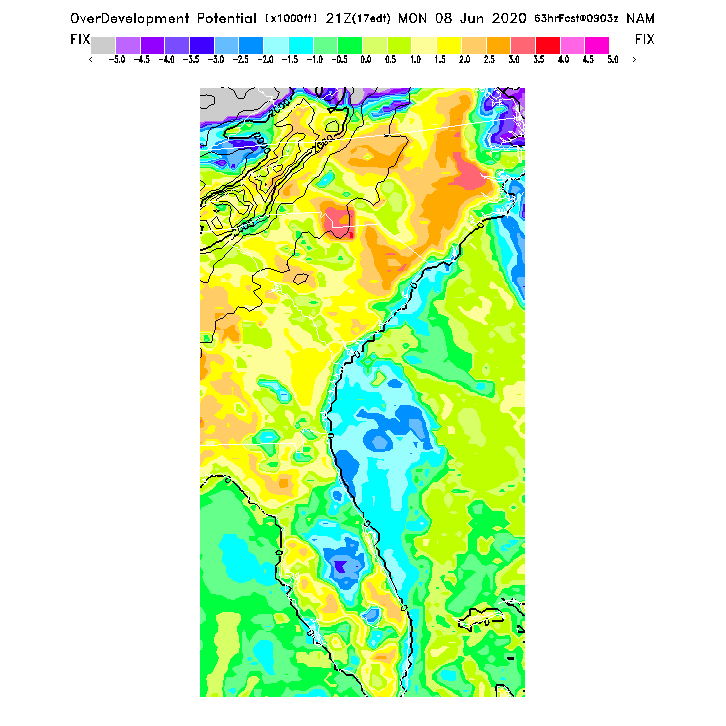 OverDevelopment Potential [x1000ft] 21Z(17edt) MON 08 Jun 2020 63hrFcst@0903z NAM
FIX FIX
< -5.0 -4.5 -4.0 -3.5 -3.0 -2.5 -2.0 -1.5 -1.0 -0.5 0.0 0.5 1.0 1.5 2.0 2.5 3.0 3.5 4.0 4.5 5.0 >